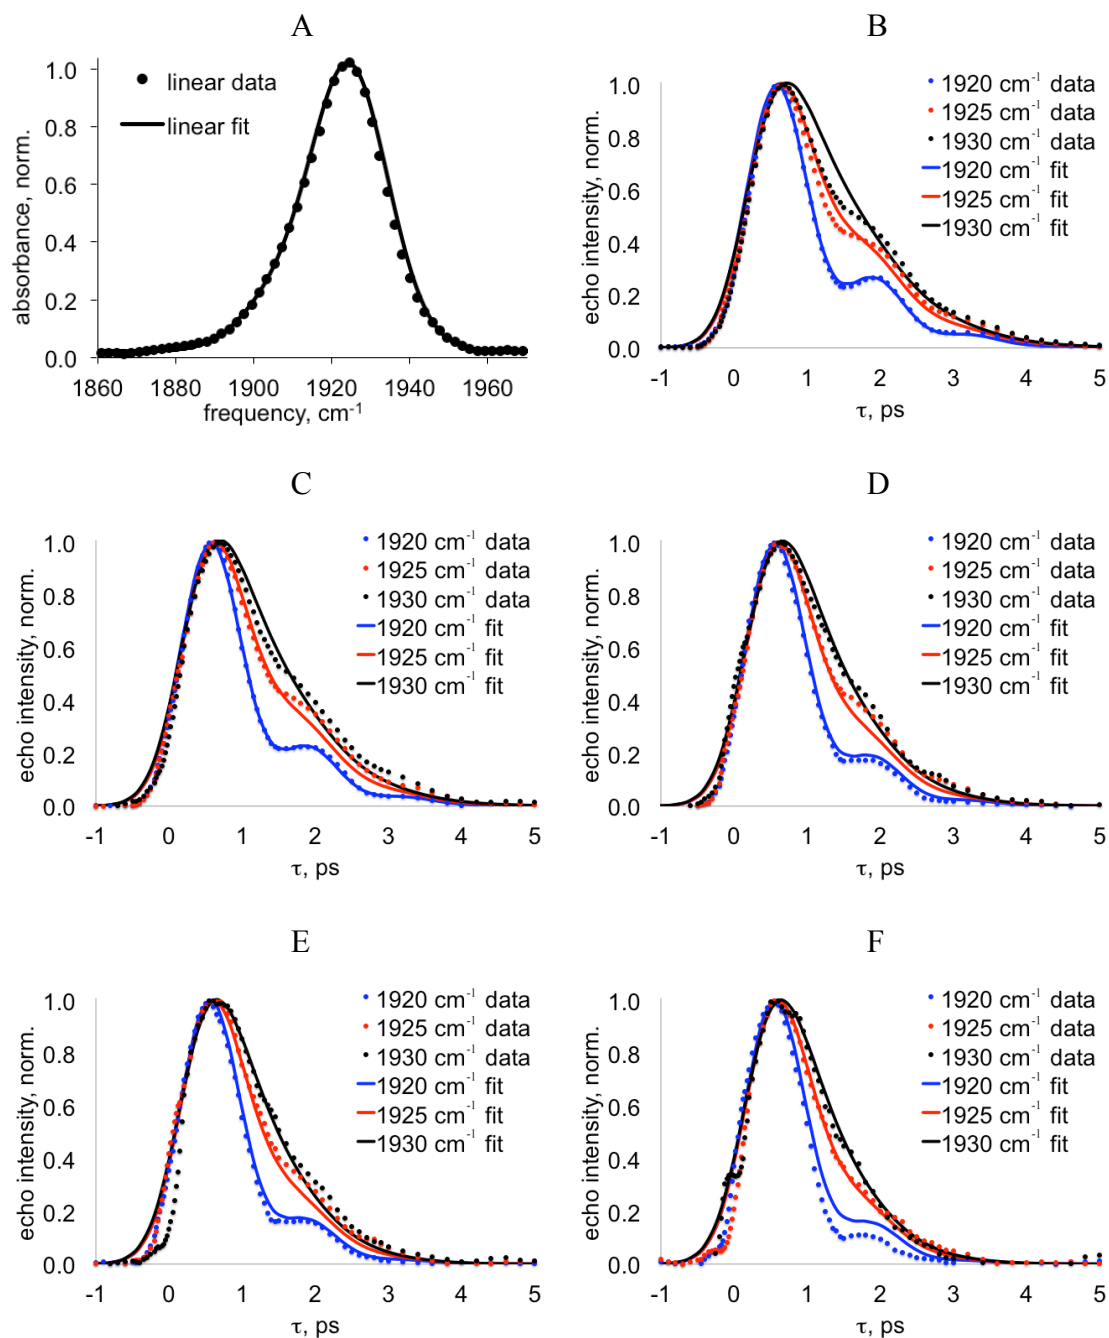 A
absorbance, norm.
1.0
0.8
0.6
0.4
0.2
0.0
linear data
linear fit
1860 1880 1900 1920 1940 1960
frequency, cm-1
B
echo intensity, norm.
1.0
0.8
0.6
0.4
0.2
0.0
1920 cm-1 data
1925 cm-1 data
1930 cm-1 data
1920 cm-1 fit
1925 cm-1 fit
1930 cm-1 fit
-1 0 1 2 3 4 5
τ, ps
C
echo intensity, norm.
1.0
0.8
0.6
0.4
0.2
0.0
1920 cm-1 data
1925 cm-1 data
1930 cm-1 data
1920 cm-1 fit
1925 cm-1 fit
1930 cm-1 fit
-1 0 1 2 3 4 5
τ, ps
D
echo intensity, norm.
1.0
0.8
0.6
0.4
0.2
0.0
1920 cm-1 data
1925 cm-1 data
1930 cm-1 data
1920 cm-1 fit
1925 cm-1 fit
1930 cm-1 fit
-1 0 1 2 3 4 5
τ, ps
E
echo intensity, norm.
1.0
0.8
0.6
0.4
0.2
0.0
1920 cm-1 data
1925 cm-1 data
1930 cm-1 data
1920 cm-1 fit
1925 cm-1 fit
1930 cm-1 fit
-1 0 1 2 3 4 5
τ, ps
F
echo intensity, norm.
1.0
0.8
0.6
0.4
0.2
0.0
1920 cm-1 data
1925 cm-1 data
1930 cm-1 data
1920 cm-1 fit
1925 cm-1 fit
1930 cm-1 fit
-1 0 1 2 3 4 5
τ, ps